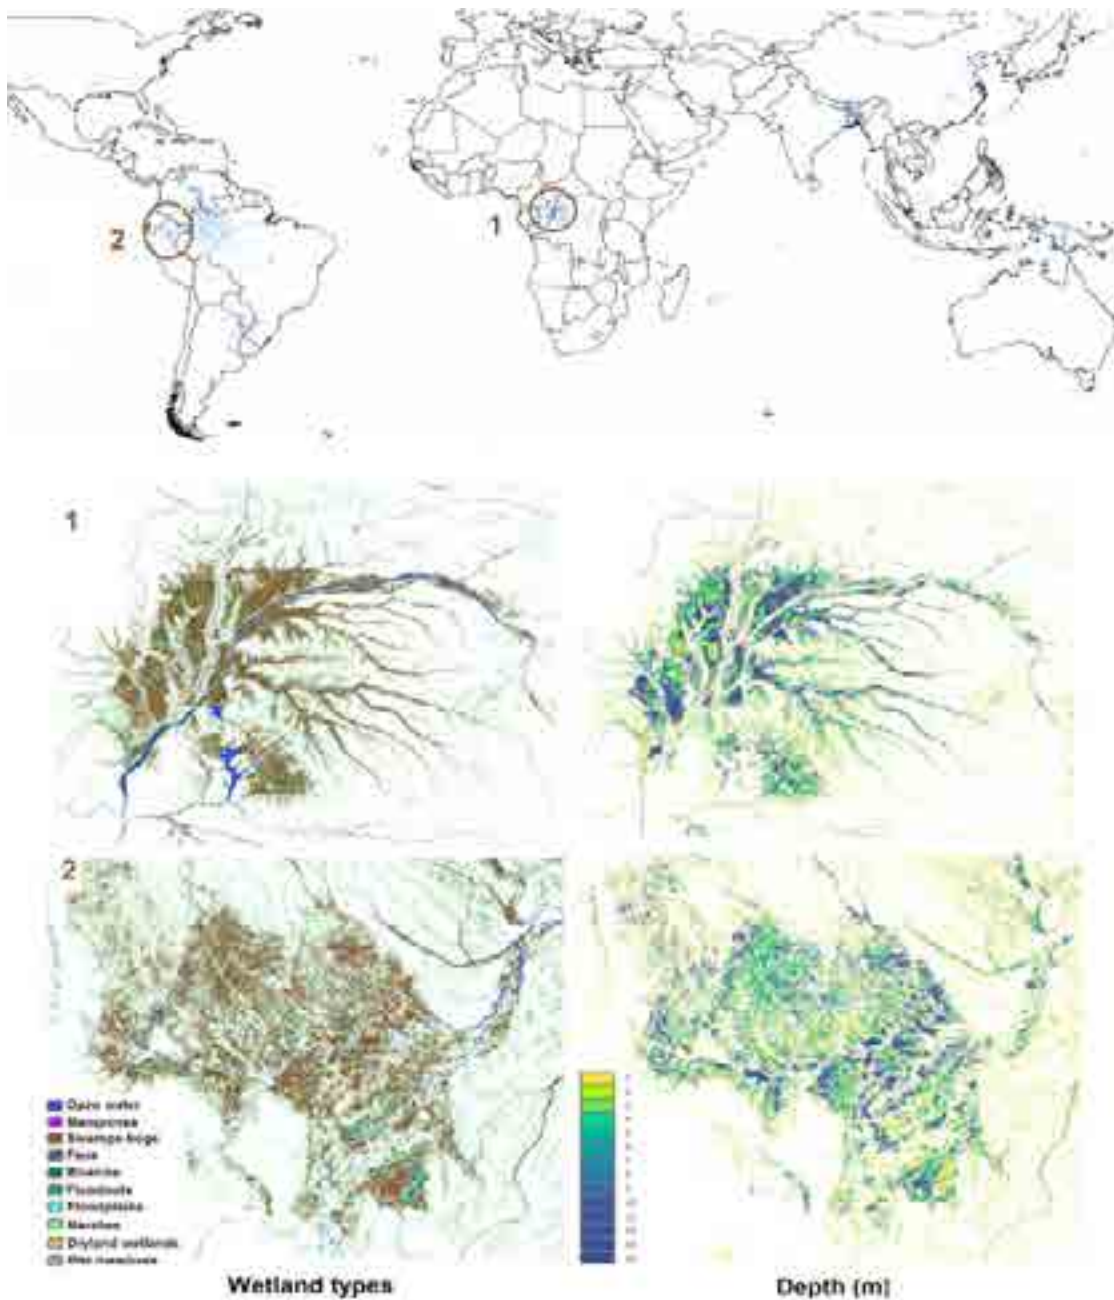 2
1
1
2
Open water
Mangroves
Swamps-bogs
Fens
Riverine
Floodouts
Floodplains
Marshes
Dryland wetlands
Wet meadows
Wetland types
Depth (m)